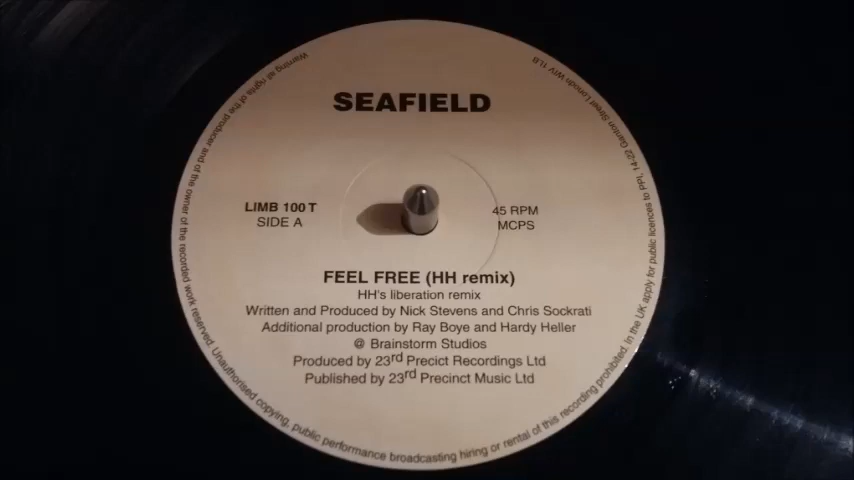 SEAFIELD
LIMB 100 T
SIDE A
45 RPM
MCPS
FEEL FREE (HH remix)
HH's liberation remix
Written and Produced by Nick Stevens and Chris Sockrati
Additional production by Ray Boye and Hardy Heller
@ Brainstorm Studios
Produced by 23rd Precict Recordings Ltd
Published by 23rd Precinct Music Ltd
Warning all rights of the producer and of the owner of the recorded work reserved. Unauthorised copying, public performance broadcasting hiring or rental of this recording prohibited. In the UK apply for public licences to PPL 14-22 Ganton Street Lomodn W1V 1LB